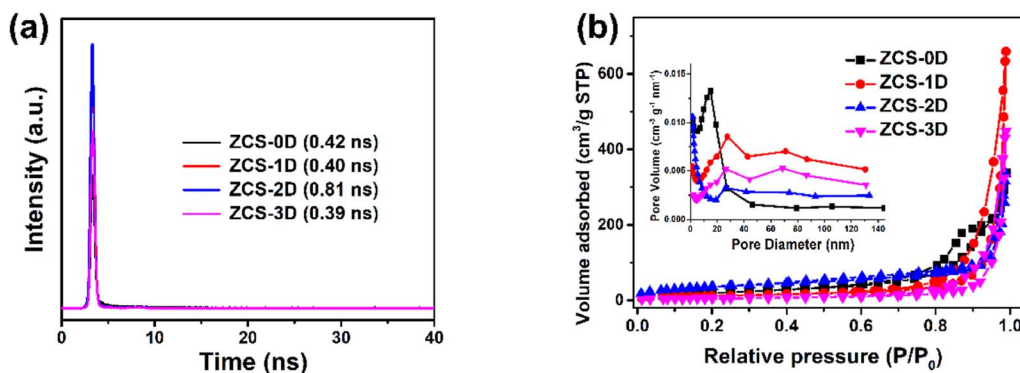 (a)
Intensity (a.u.)
ZCS-0D (0.42 ns)
ZCS-1D (0.40 ns)
ZCS-2D (0.81 ns)
ZCS-3D (0.39 ns)
0 10 20 30 40
Time (ns)
(b)
Volume adsorbed (cm³/g STP)
600
400
200
0
ZCS-0D
ZCS-1D
ZCS-2D
ZCS-3D
Pore Volume (cm³ g⁻¹ nm⁻¹)
0.015
0.010
0.005
0.000
0 20 40 60 80 100 120 140
Pore Diameter (nm)
0.0 0.2 0.4 0.6 0.8 1.0
Relative pressure (P/P₀)